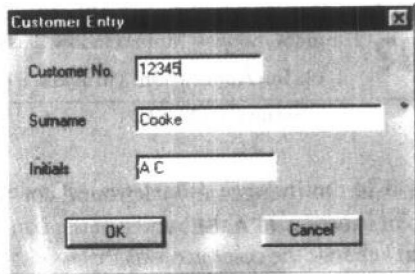 Customer Entry
Customer No. 12345
Surname Cooke
Initials A C
OK Cancel